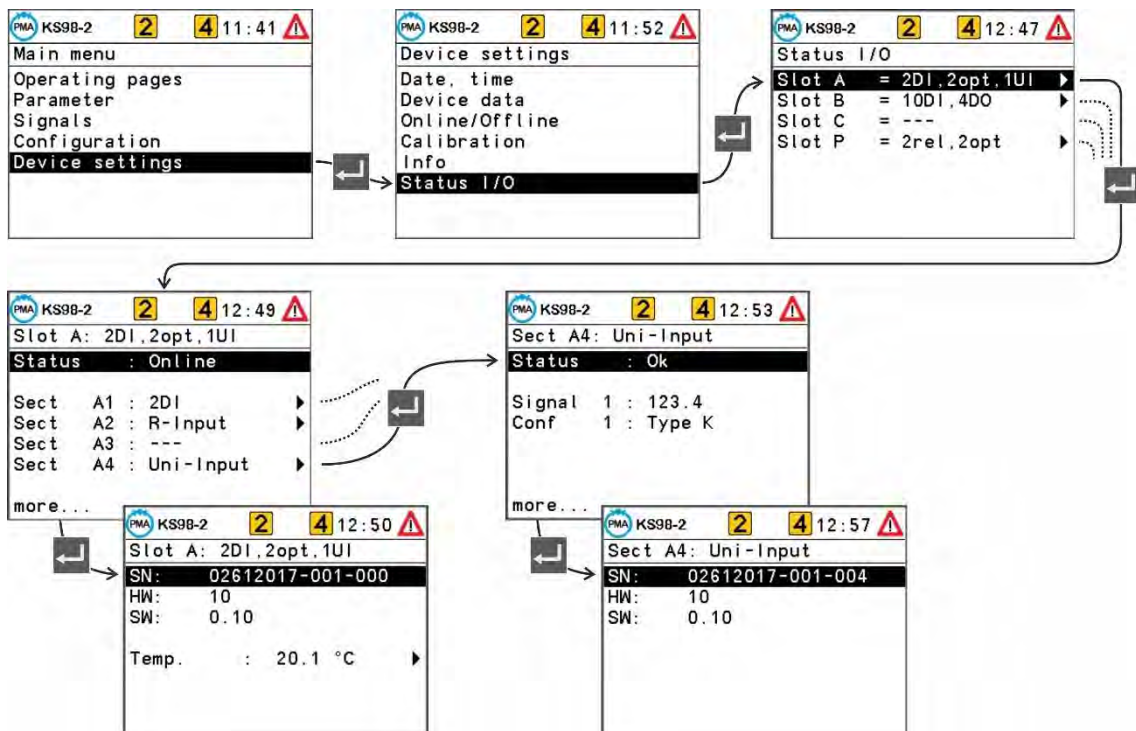 PMA KS98-2 2 4 11:41
Main menu
Operating pages
Parameter
Signals
Configuration
Device settings
PMA KS98-2 2 4 11:52
Device settings
Date, time
Device data
Online/Offline
Calibration
Info
Status I/O
PMA KS98-2 2 4 12:47
Status I/O
Slot A = 2DI,2opt,1UI
Slot B = 10DI,4DO
Slot C = ---
Slot P = 2rel,2opt
PMA KS98-2 2 4 12:49
Slot A: 2DI,2opt,1UI
Status : Online
Sect A1 : 2DI
Sect A2 : R-Input
Sect A3 : ---
Sect A4 : Uni-Input
more...
PMA KS98-2 2 4 12:50
Slot A: 2DI,2opt,1UI
SN: 02612017-001-000
HW: 10
SW: 0.10
Temp. : 20.1 °C
PMA KS98-2 2 4 12:53
Sect A4: Uni-Input
Status : Ok
Signal 1 : 123.4
Conf 1 : Type K
more...
PMA KS98-2 2 4 12:57
Sect A4: Uni-Input
SN: 02612017-001-004
HW: 10
SW: 0.10